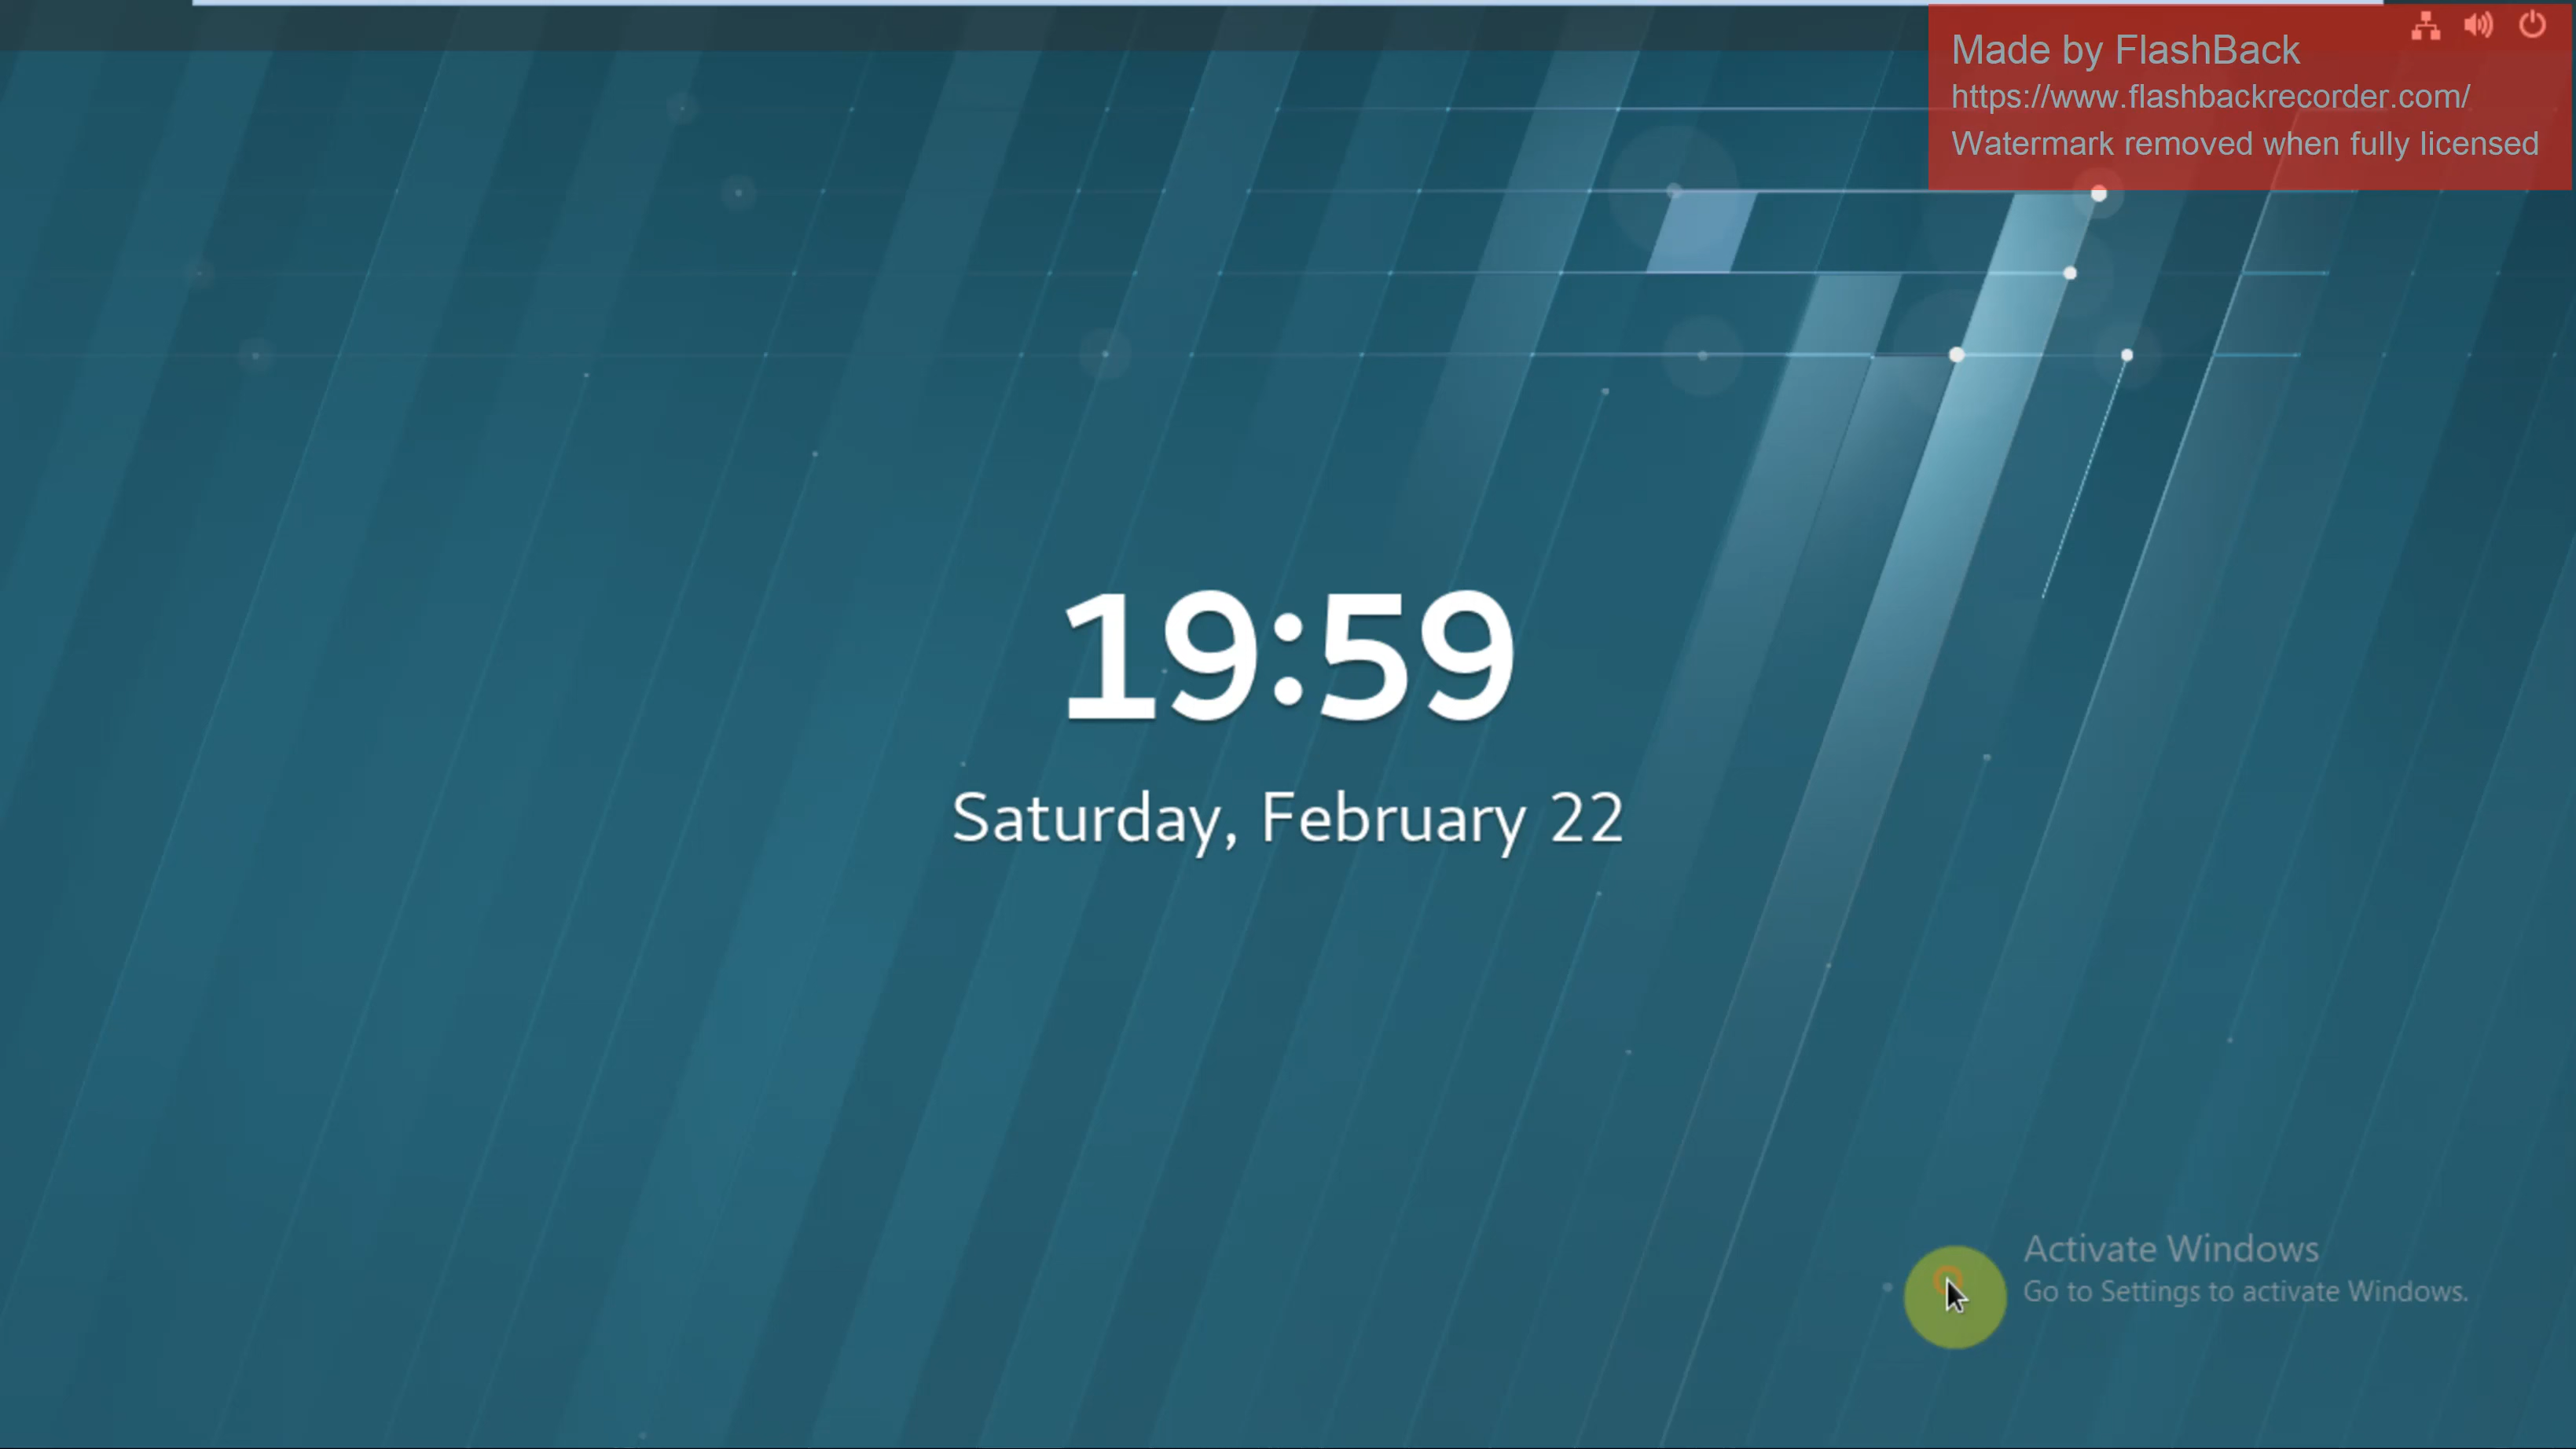 Made by FlashBack
https://www.flashbackrecorder.com/
Watermark removed when fully licensed
19:59
Saturday, February 22
Activate Windows
Go to Settings to activate Windows.